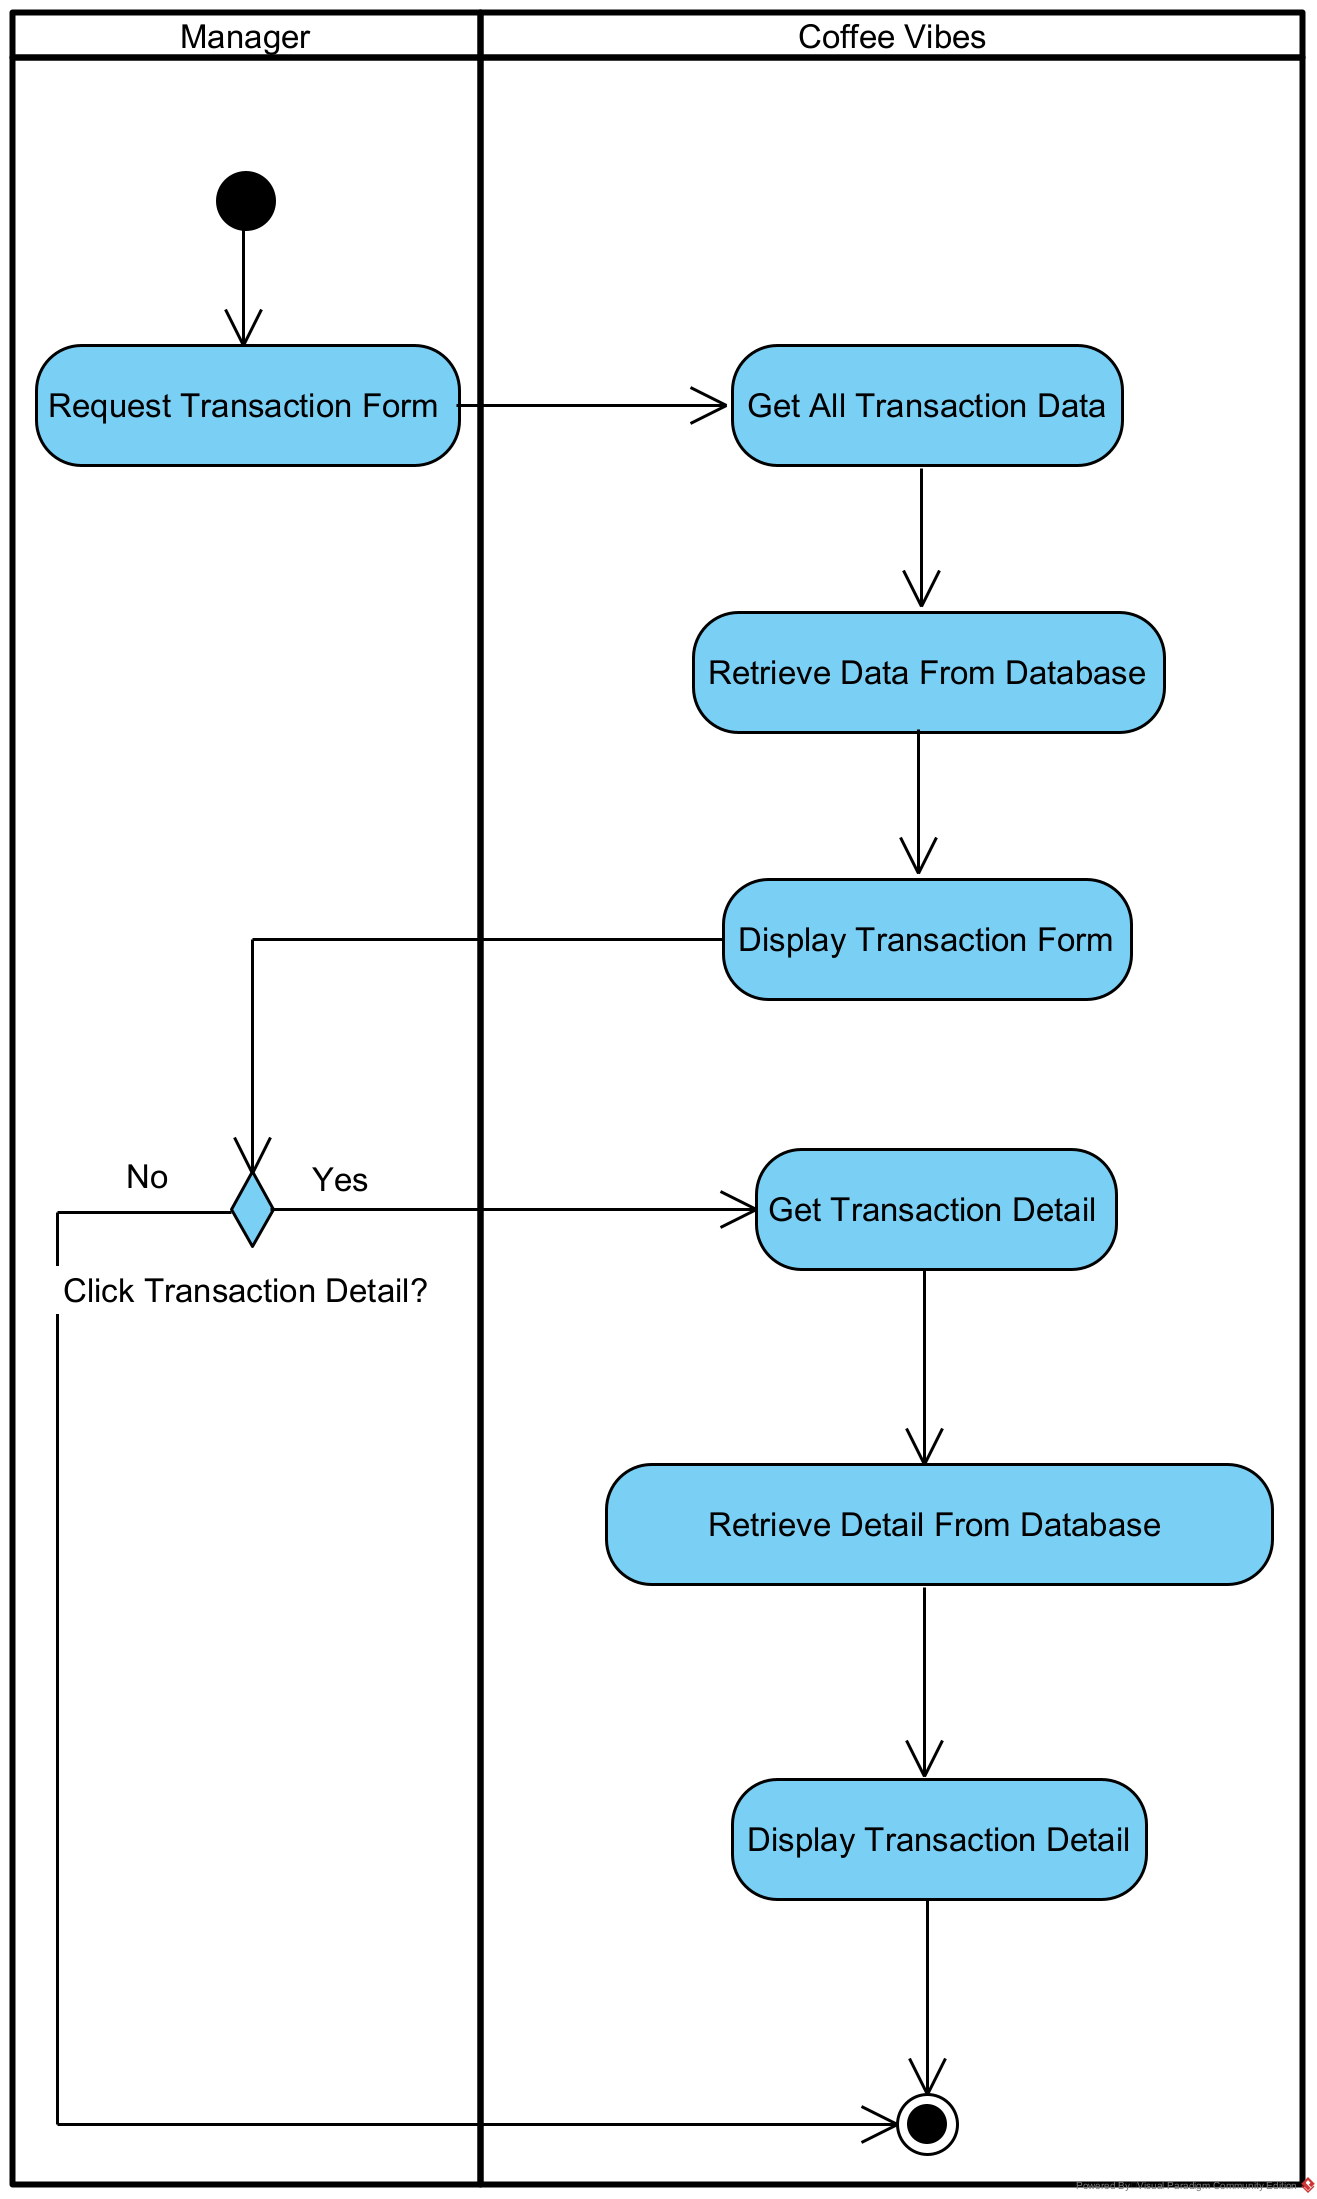 Manager
Coffee Vibes
Request Transaction Form
Get All Transaction Data
Retrieve Data From Database
Display Transaction Form
No
Yes
Get Transaction Detail
Click Transaction Detail?
Retrieve Detail From Database
Display Transaction Detail
Powered By Visual Paradigm Community Edition